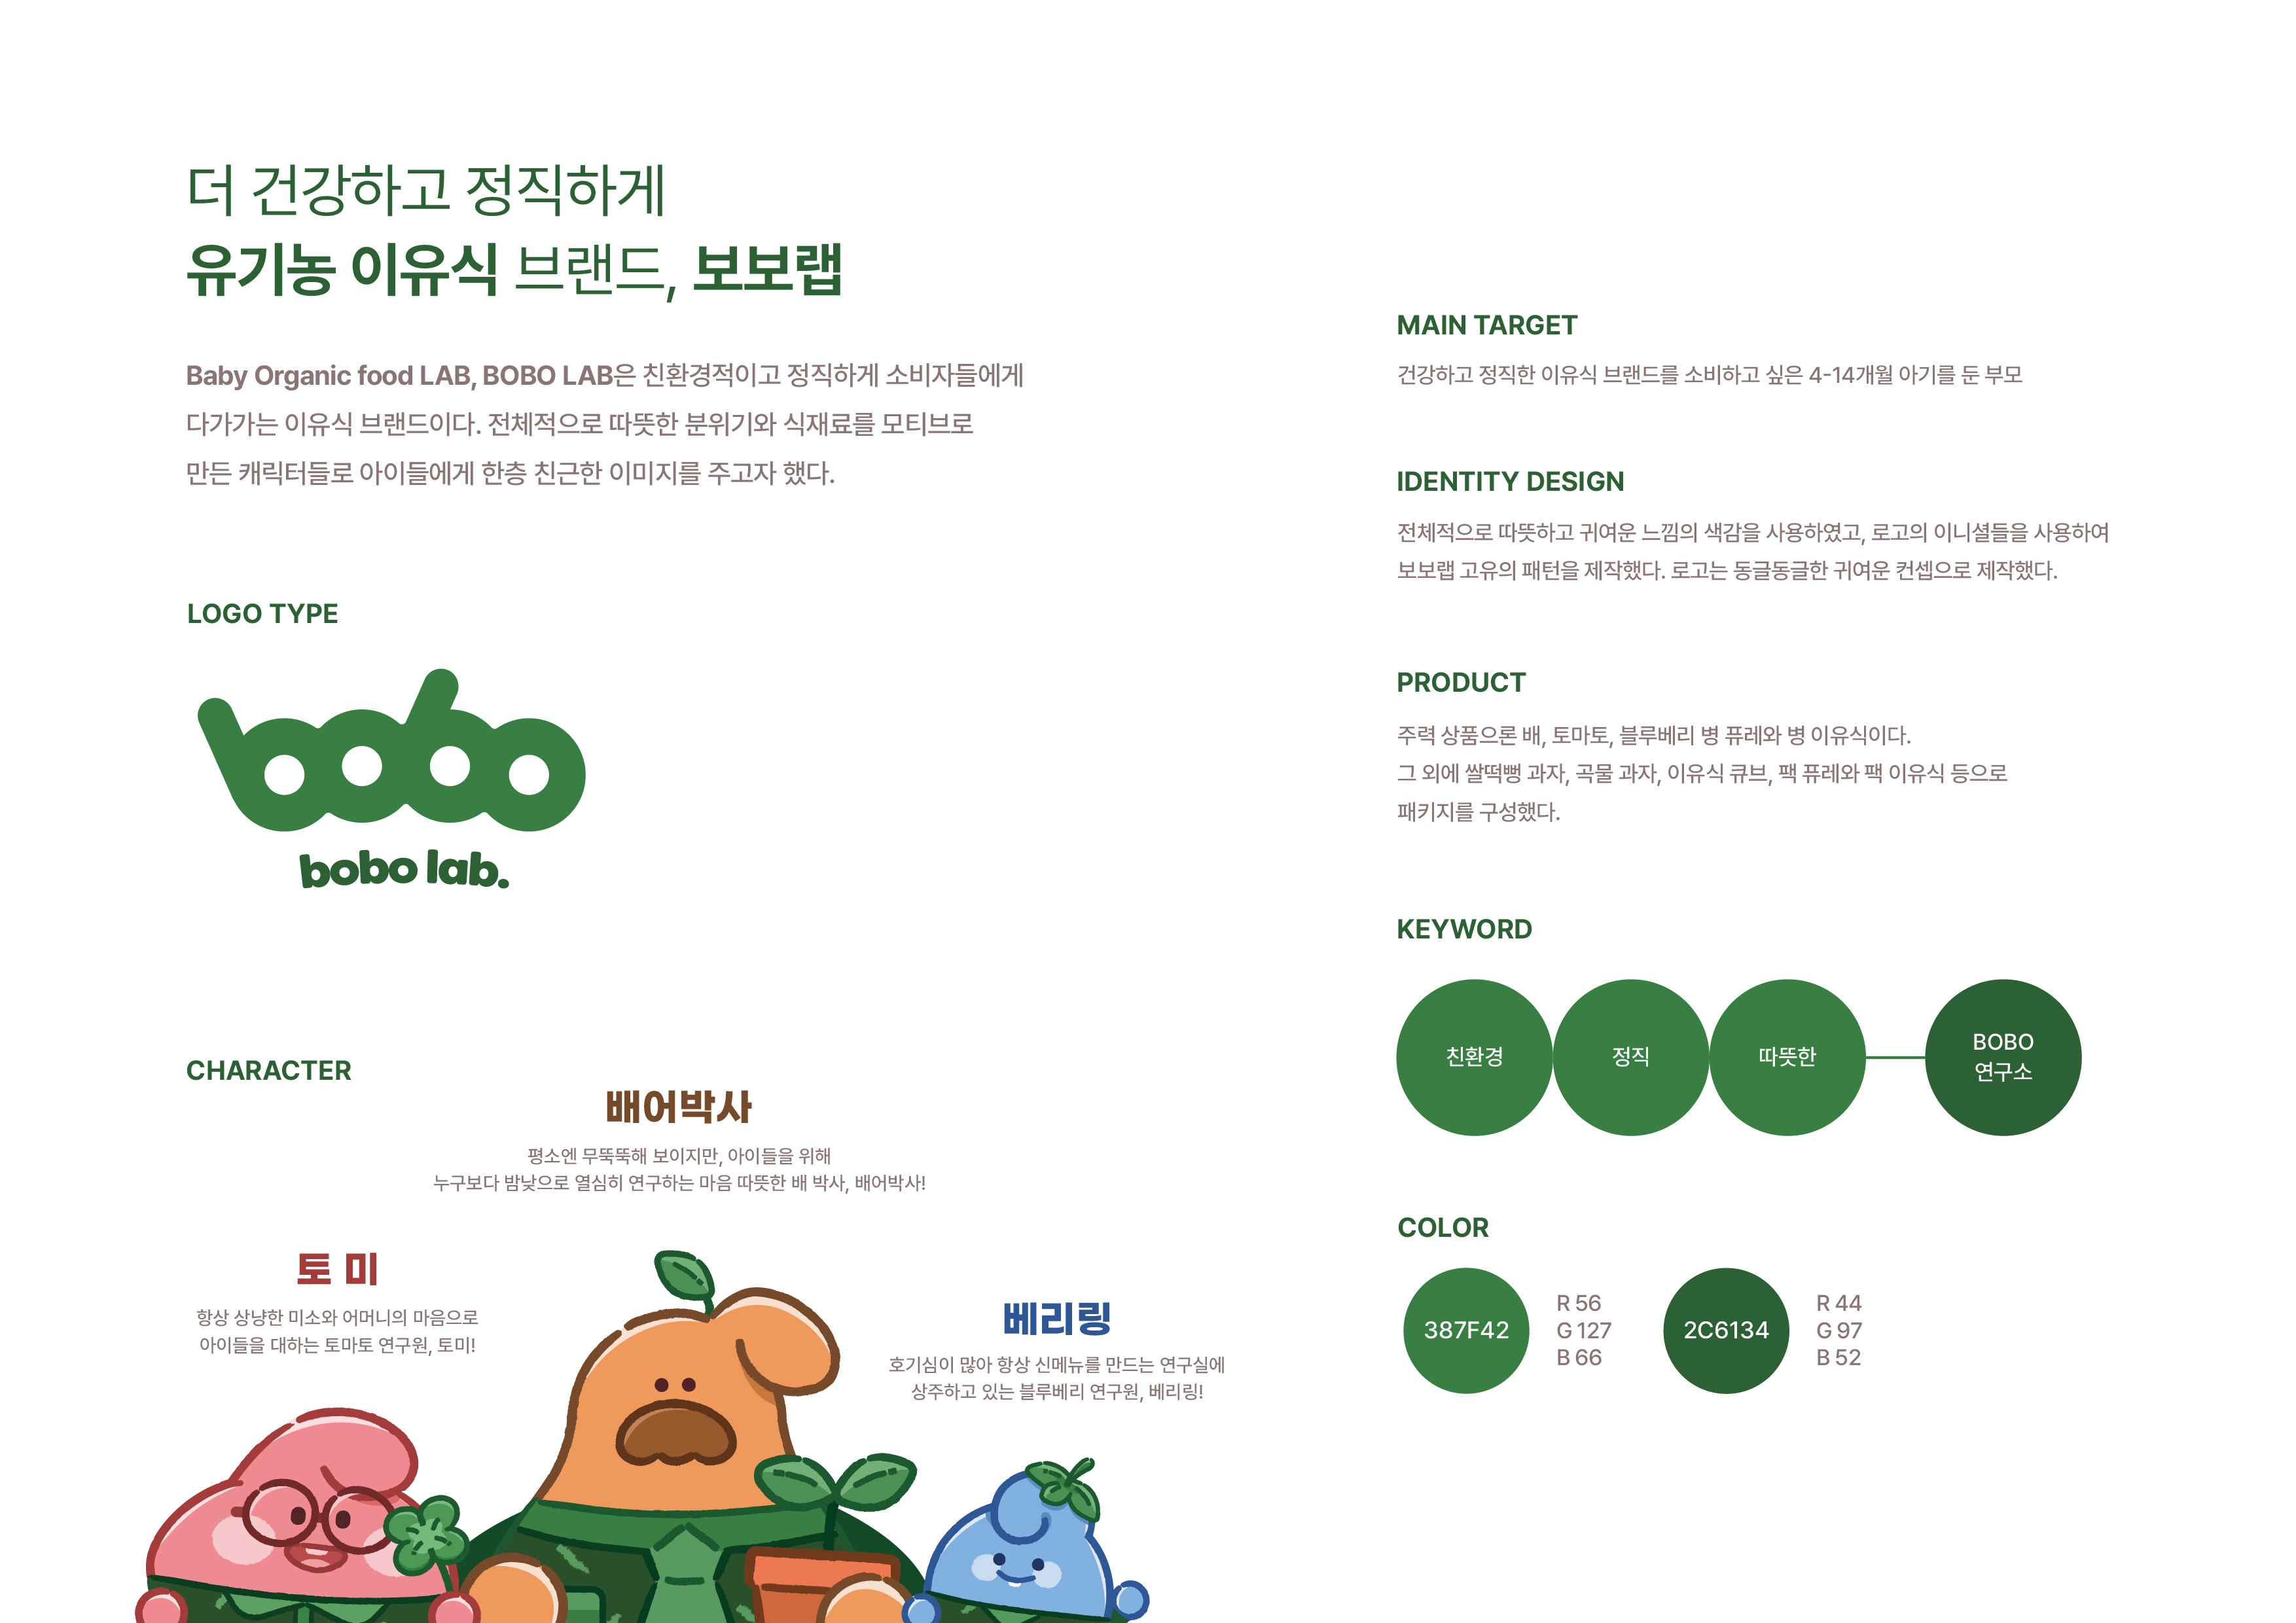 더 건강하고 정직하게
유기농 이유식 브랜드, 보보랩
Baby Organic food LAB, BOBO LAB은 친환경적이고 정직하게 소비자들에게
다가가는 이유식 브랜드이다. 전체적으로 따뜻한 분위기와 식재료를 모티브로
만든 캐릭터들로 아이들에게 한층 친근한 이미지를 주고자 했다.
LOGO TYPE
bobo
bobo lab.
CHARACTER
배어박사
평소엔 무뚝뚝해 보이지만, 아이들을 위해
누구보다 밤낮으로 열심히 연구하는 마음 따뜻한 배 박사, 배어박사!
토 미
항상 상냥한 미소와 어머니의 마음으로
아이들을 대하는 토마토 연구원, 토미!
베리링
호기심이 많아 항상 신메뉴를 만드는 연구실에
상주하고 있는 블루베리 연구원, 베리링!
MAIN TARGET
건강하고 정직한 이유식 브랜드를 소비하고 싶은 4-14개월 아기를 둔 부모
IDENTITY DESIGN
전체적으로 따뜻하고 귀여운 느낌의 색감을 사용하였고, 로고의 이니셜들을 사용하여
보보랩 고유의 패턴을 제작했다. 로고는 동글동글한 귀여운 컨셉으로 제작했다.
PRODUCT
주력 상품으론 배, 토마토, 블루베리 병 퓨레와 병 이유식이다.
그 외에 쌀떡뻥 과자, 곡물 과자, 이유식 큐브, 팩 퓨레와 팩 이유식 등으로
패키지를 구성했다.
KEYWORD
친환경
정직
따뜻한
BOBO
연구소
COLOR
387F42
R 56
G 127
B 66
2C6134
R 44
G 97
B 52